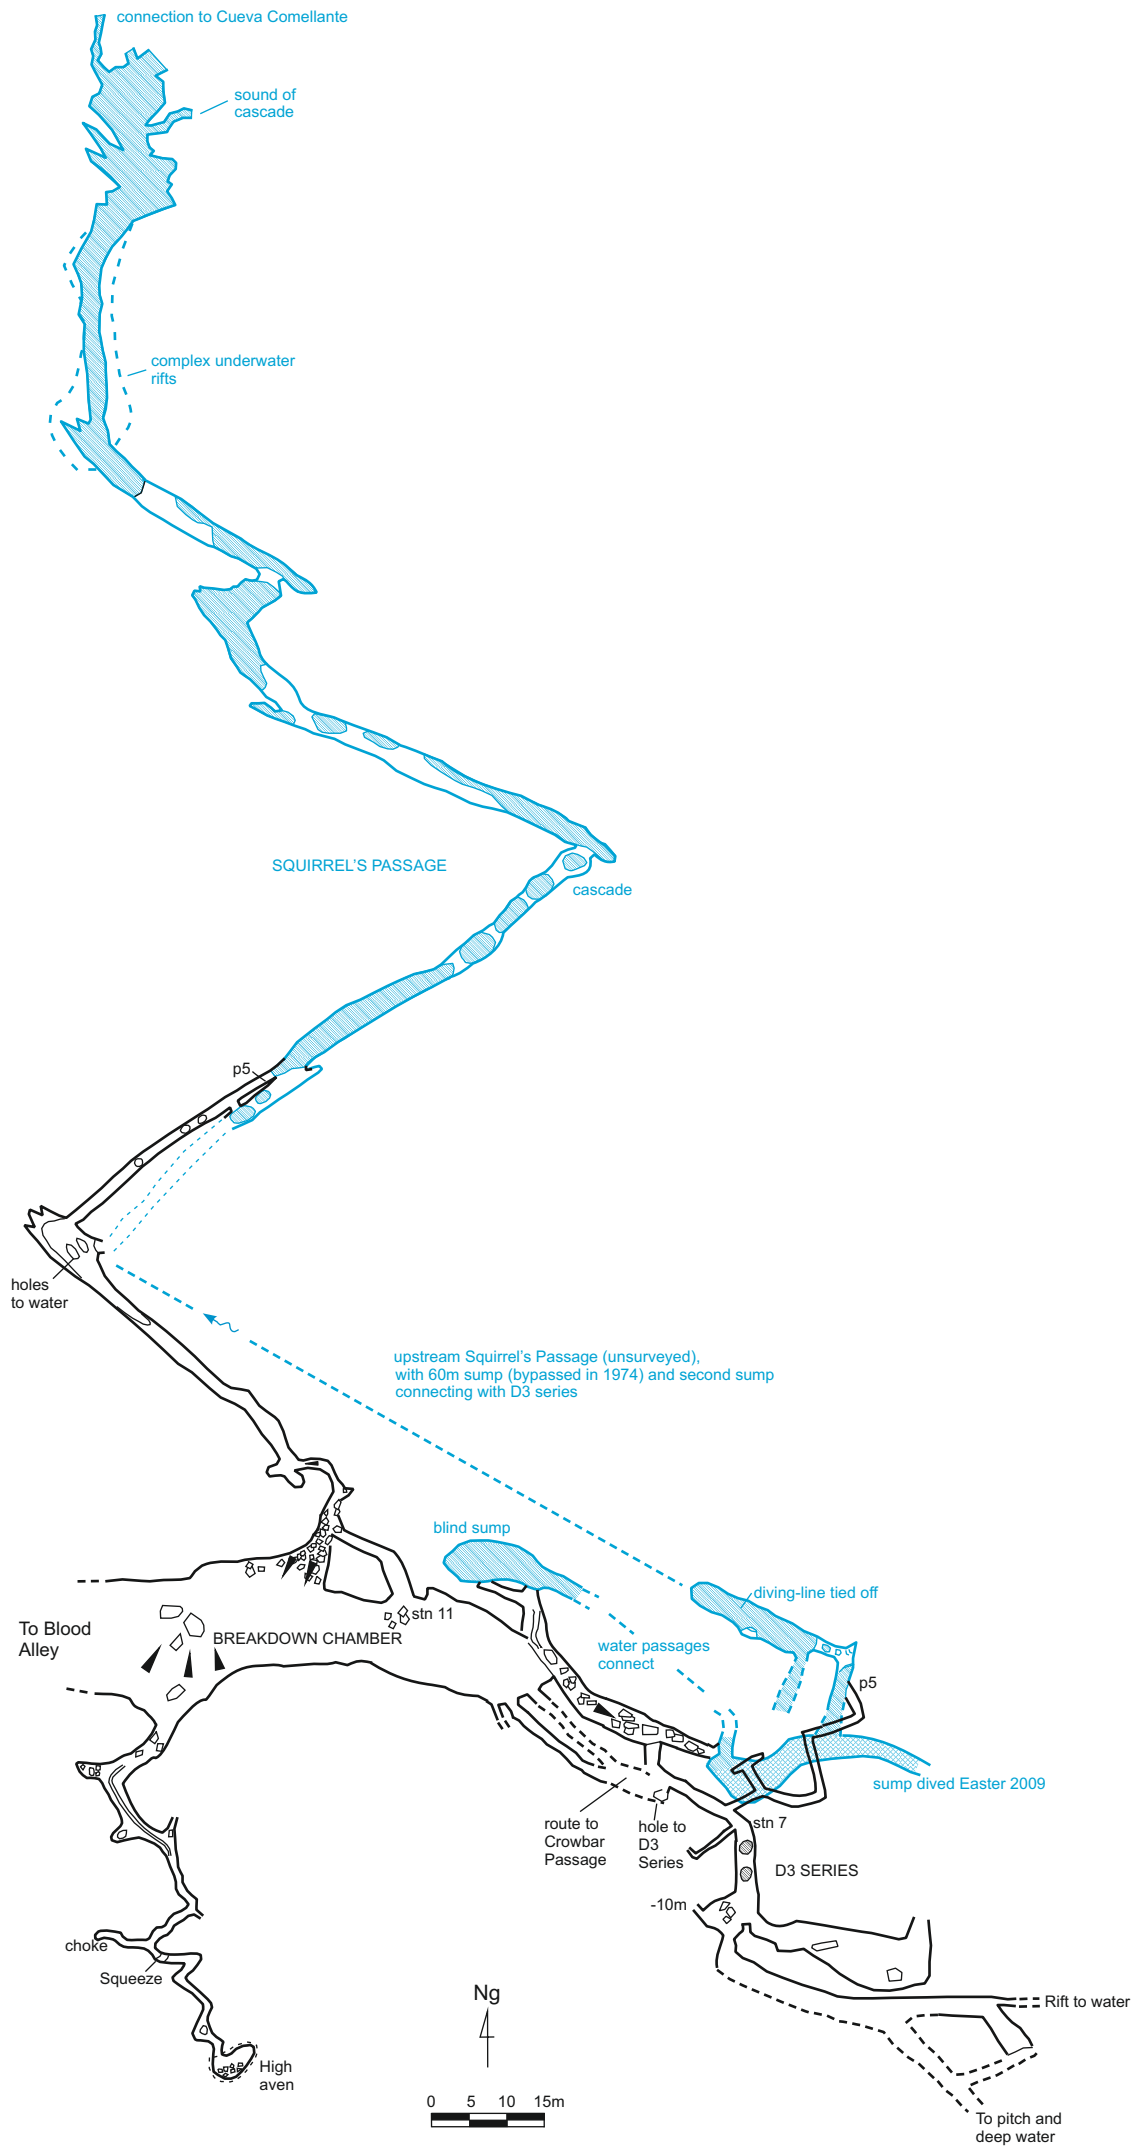 connection to Cueva Comellante
sound of
cascade
complex underwater
rifts
SQUIRREL'S PASSAGE
cascade
p5
holes
to water
upstream Squirrel's Passage (unsurveyed),
with 60m sump (bypassed in 1974) and second sump
connecting with D3 series
blind sump
diving-line tied off
stn 11
To Blood
Alley
BREAKDOWN CHAMBER
water passages
connect
p5
sump dived Easter 2009
route to
Crowbar
Passage
hole to
D3
Series
stn 7
D3 SERIES
-10m
choke
Squeeze
Ng
Rift to water
High
aven
0 5 10 15m
To pitch and
deep water